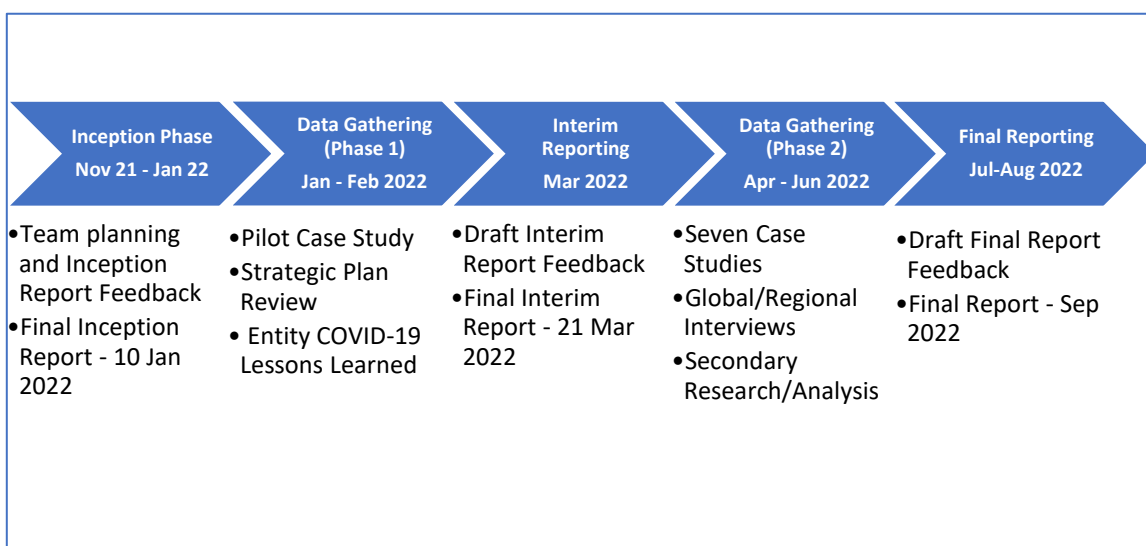 Inception Phase
Nov 21 - Jan 22
Data Gathering
(Phase 1)
Jan - Feb 2022
Interim
Reporting
Mar 2022
Data Gathering
(Phase 2)
Apr - Jun 2022
Final Reporting
Jul-Aug 2022
•Team planning
and Inception
Report Feedback
•Final Inception
Report - 10 Jan
2022
•Pilot Case Study
•Strategic Plan
Review
• Entity COVID-19
Lessons Learned
•Draft Interim
Report Feedback
•Final Interim
Report - 21 Mar
2022
•Seven Case
Studies
•Global/Regional
Interviews
•Secondary
Research/Analysis
•Draft Final Report
Feedback
•Final Report - Sep
2022